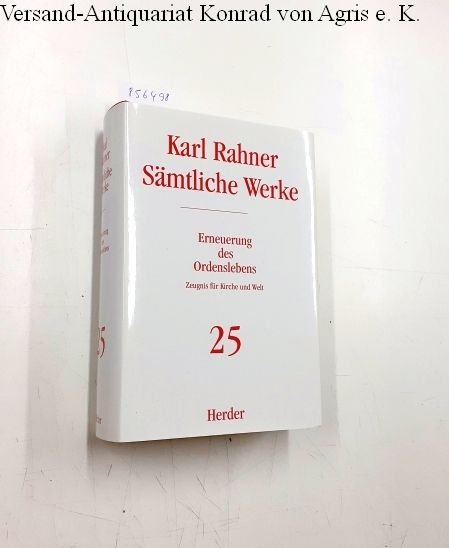 Versand-Antiquariat Konrad von Agris e. K.
856498
Karl Rahner
Sämtliche Werke
Erneuerung
des
Ordenslebens
Zeugnis für Kirche und Welt
25
Herder
25